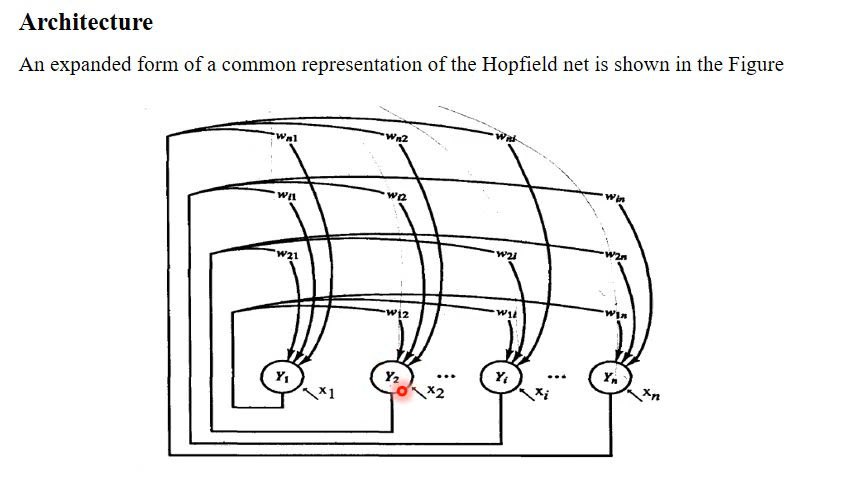 Architecture
An expanded form of a common representation of the Hopfield net is shown in the Figure
wn1 wn2 wni
wi1 wi2 win
w21 w2i w2n
w12 w1i w1n
Y1 Y2 ... Yi ... Yn
x1 x2 xi xn